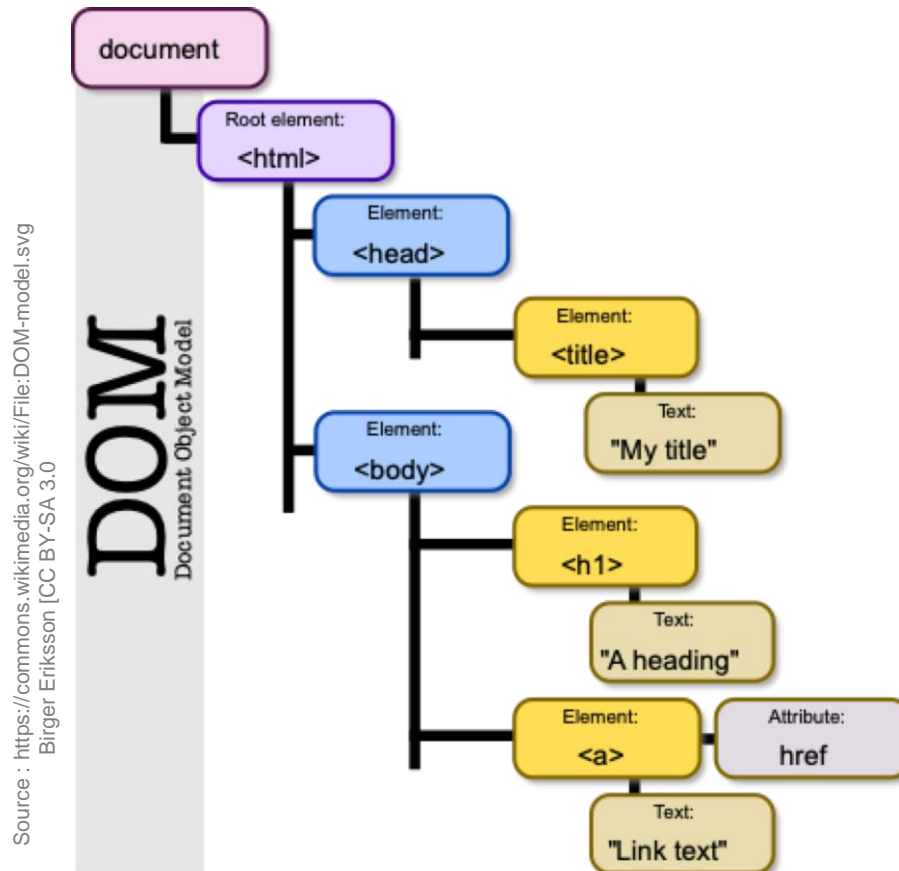 document
Root element:
<html>
Element:
<head>
Element:
<title>
Text:
"My title"
Element:
<body>
Element:
<h1>
Text:
"A heading"
Element:
<a>
Attribute:
href
Text:
"Link text"
DOM
Document Object Model
Source : https://commons.wikimedia.org/wiki/File:DOM-model.svg
Birger Eriksson [CC BY-SA 3.0